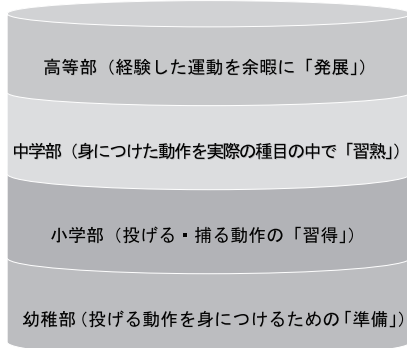 高等部（経験した運動を余暇に「発展」）
中学部（身につけた動作を実際の種目の中で「習熟」）
小学部（投げる・捕る動作の「習得」）
幼稚部（投げる動作を身につけるための「準備」）